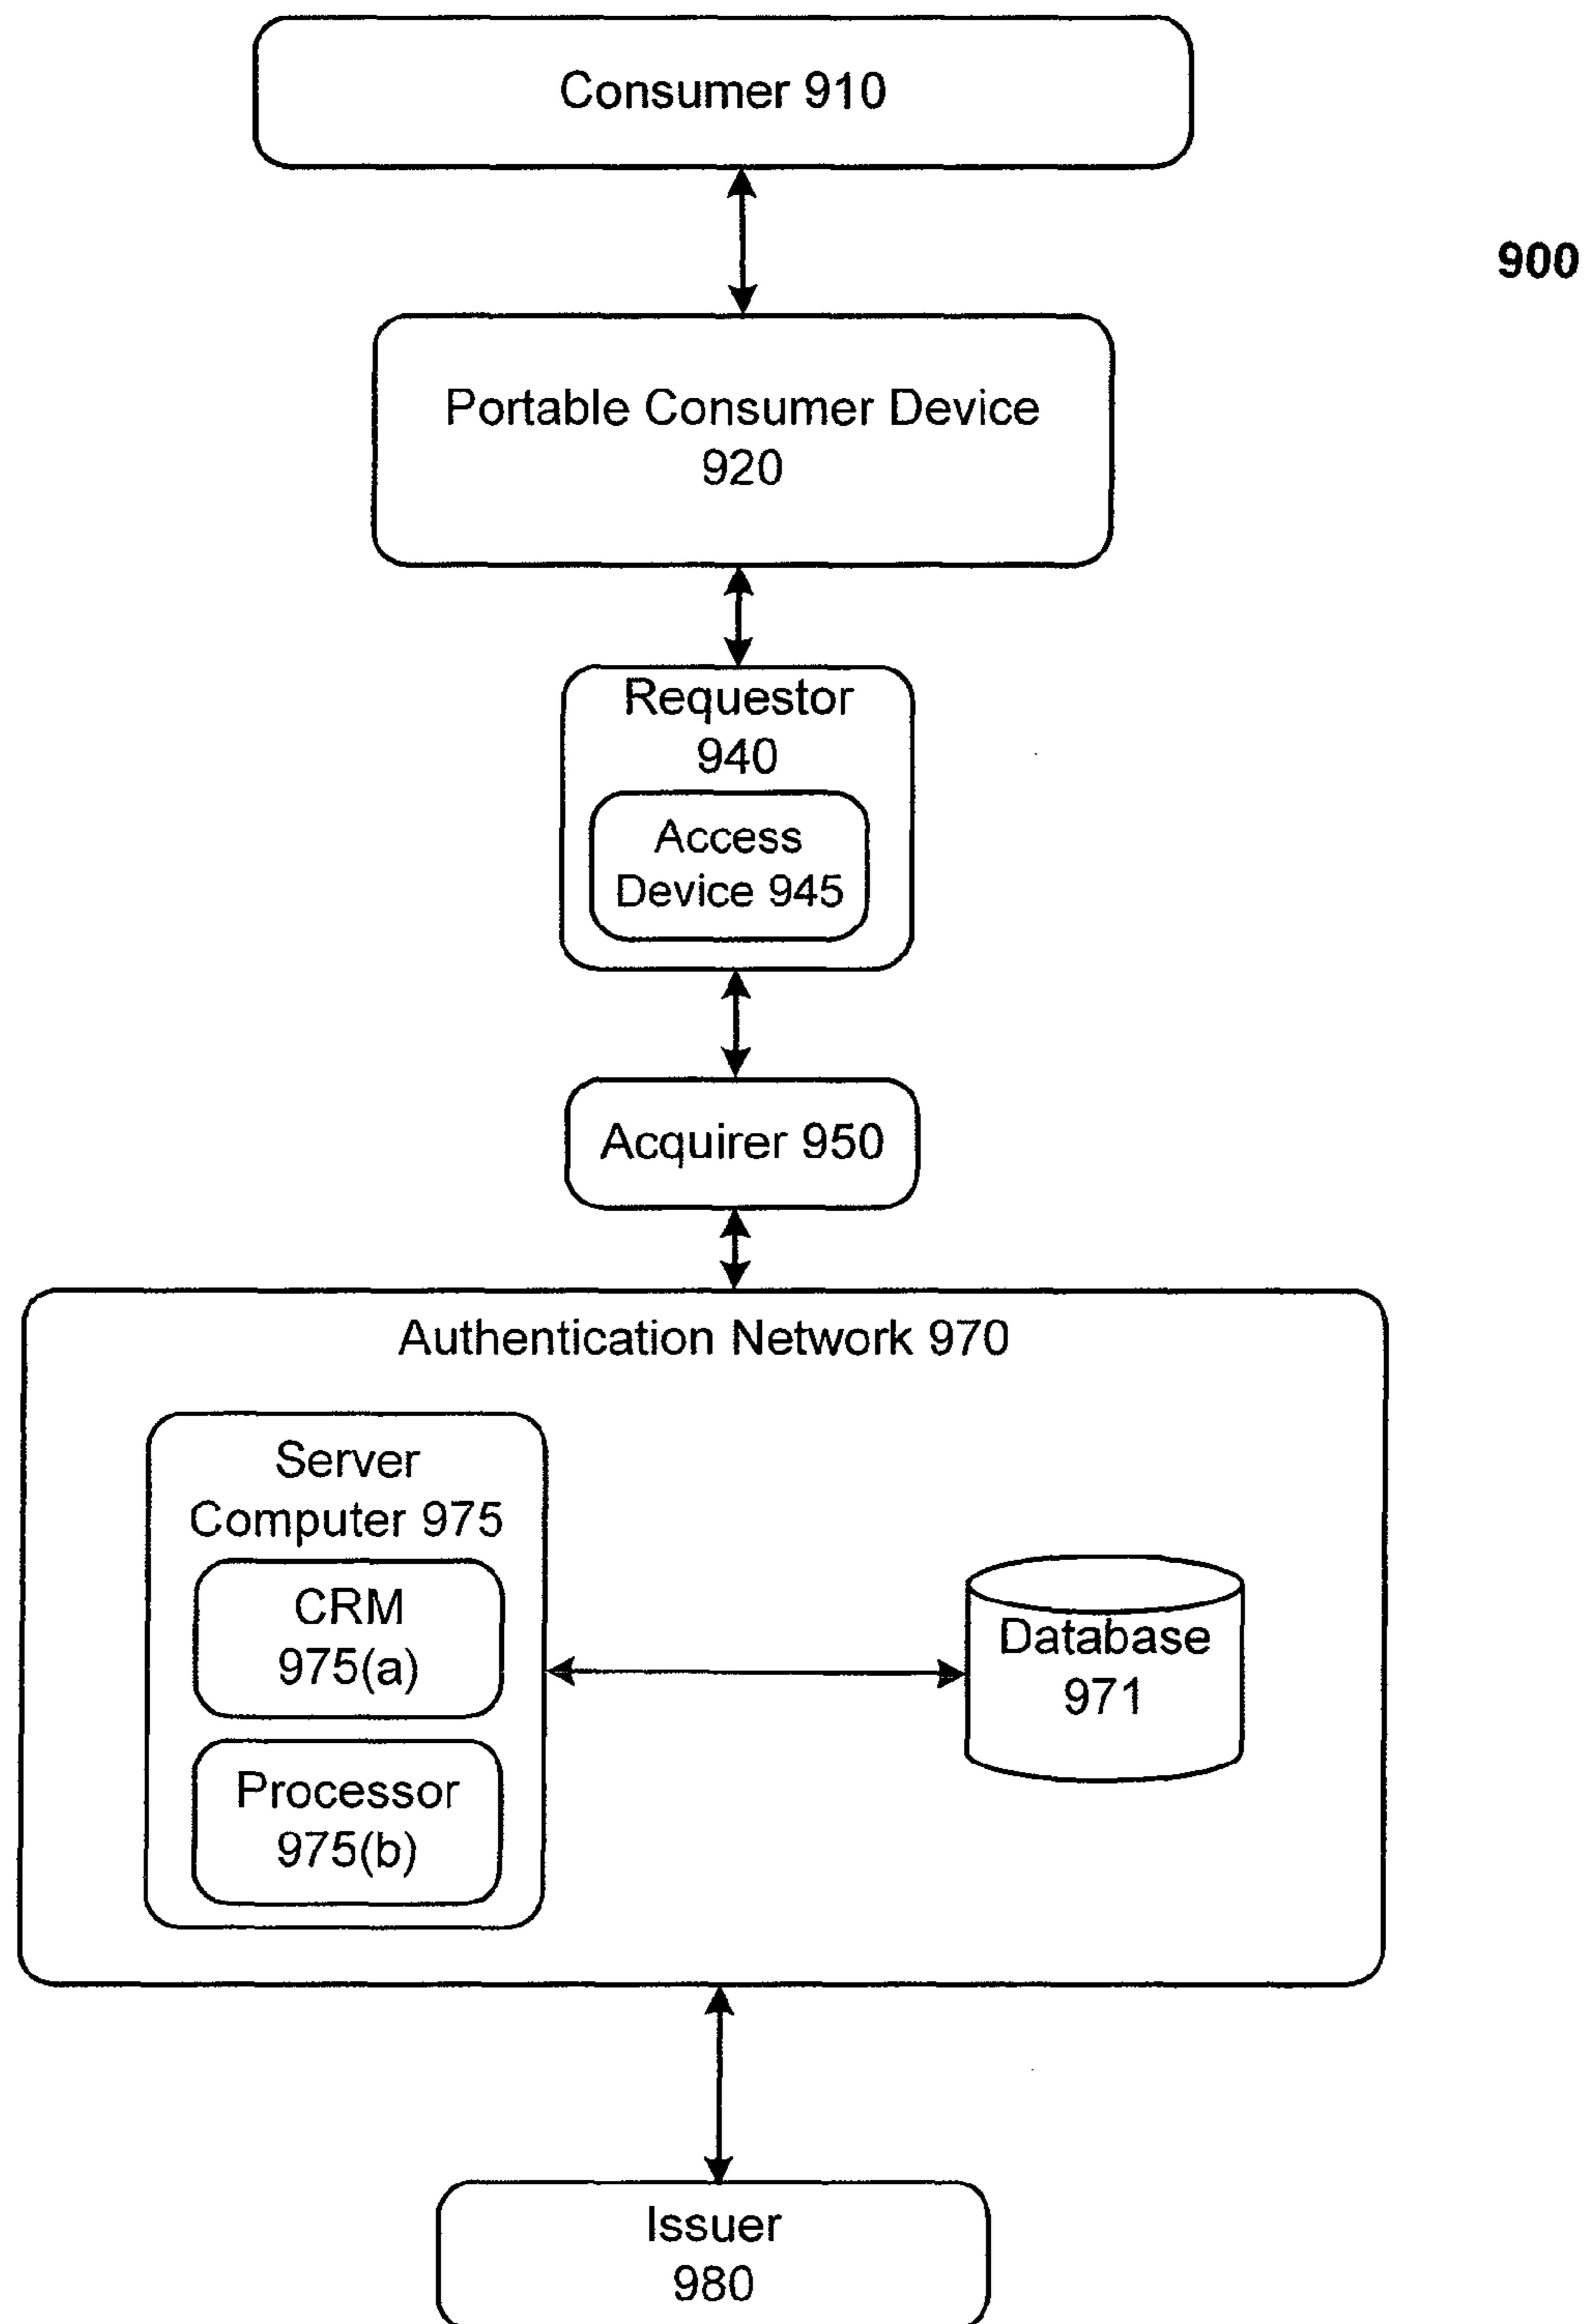 Consumer 910
900
Portable Consumer Device
920
Requestor
940
Access
Device 945
Acquirer 950
Authentication Network 970
Server
Computer 975
CRM
975(a)
Processor
975(b)
Database
971
Issuer
980